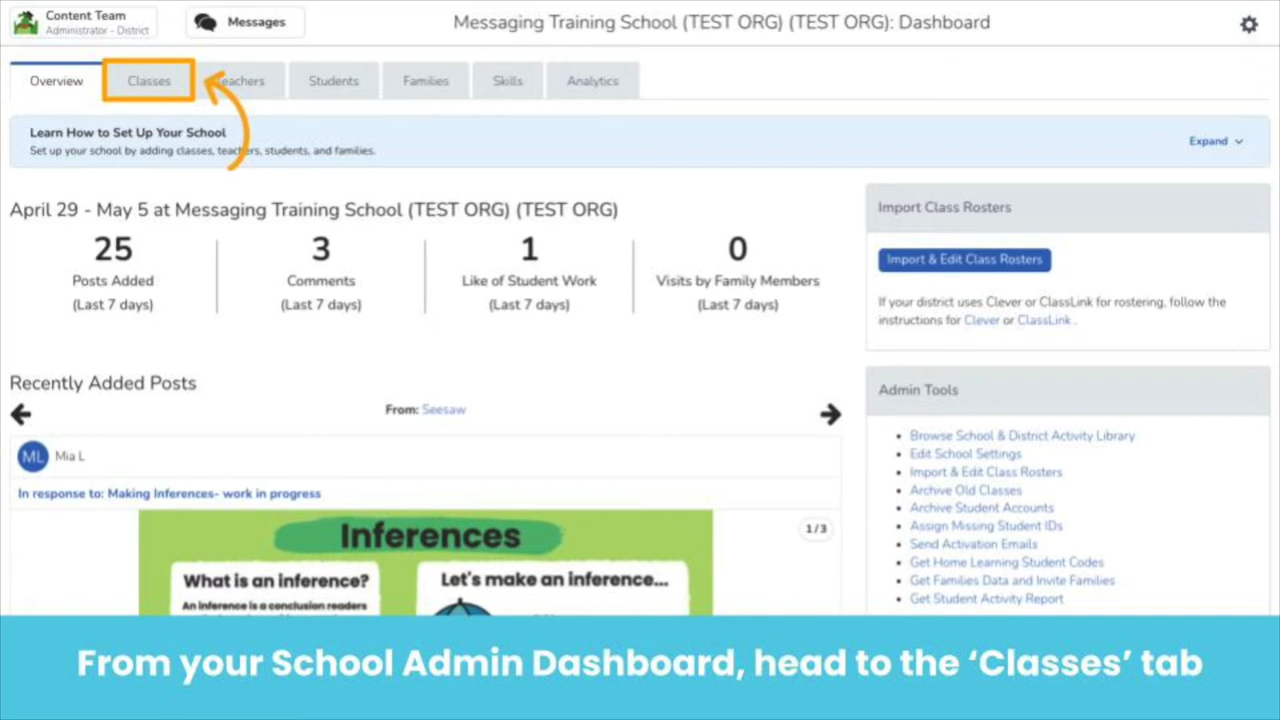 Content Team
Administrator - District
Messages
Messaging Training School (TEST ORG) (TEST ORG): Dashboard
Overview
Classes
Teachers
Students
Families
Skills
Analytics
Learn How to Set Up Your School
Set up your school by adding classes, teachers, students, and families.
Expand
April 29 - May 5 at Messaging Training School (TEST ORG) (TEST ORG)
25
Posts Added
(Last 7 days)
3
Comments
(Last 7 days)
1
Like of Student Work
(Last 7 days)
0
Visits by Family Members
(Last 7 days)
Import Class Rosters
Import & Edit Class Rosters
If your district uses Clever or ClassLink for rostering, follow the
instructions for Clever or ClassLink .
Recently Added Posts
From: Seesaw
ML Mia L
In response to: Making Inferences- work in progress
1/3
Inferences
What is an inference?
An inference is a conclusion readers
Let's make an inference...
Admin Tools
• Browse School & District Activity Library
• Edit School Settings
• Import & Edit Class Rosters
• Archive Old Classes
• Archive Student Accounts
• Assign Missing Student IDs
• Send Activation Emails
• Get Home Learning Student Codes
• Get Families Data and Invite Families
• Get Student Activity Report
From your School Admin Dashboard, head to the ‘Classes’ tab